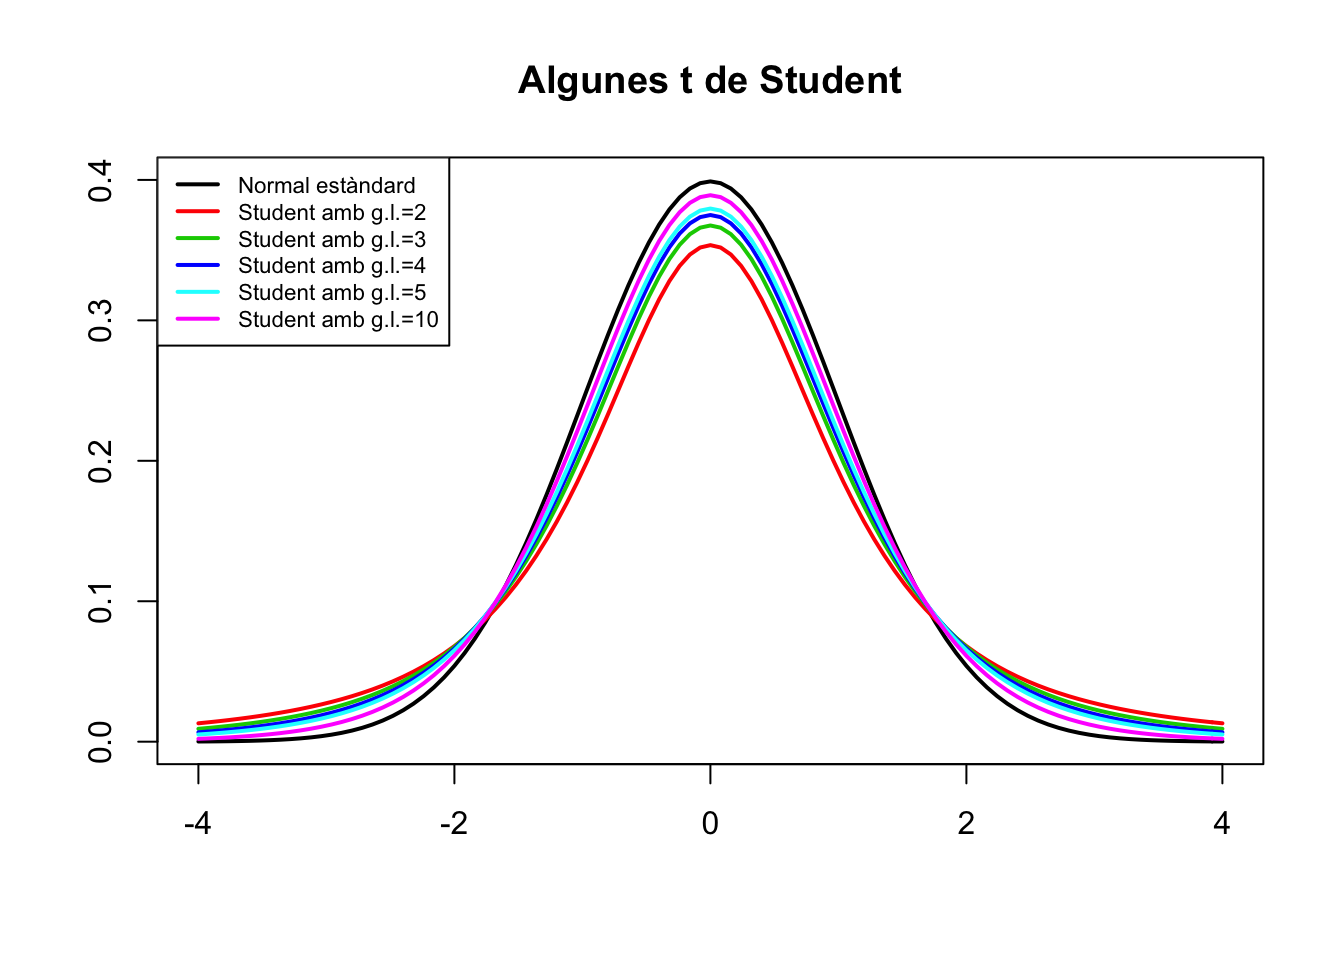 Algunes t de Student
Normal estàndard
Student amb g.l.=2
Student amb g.l.=3
Student amb g.l.=4
Student amb g.l.=5
Student amb g.l.=10
0.4
0.3
0.2
0.1
0.0
-4 -2 0 2 4